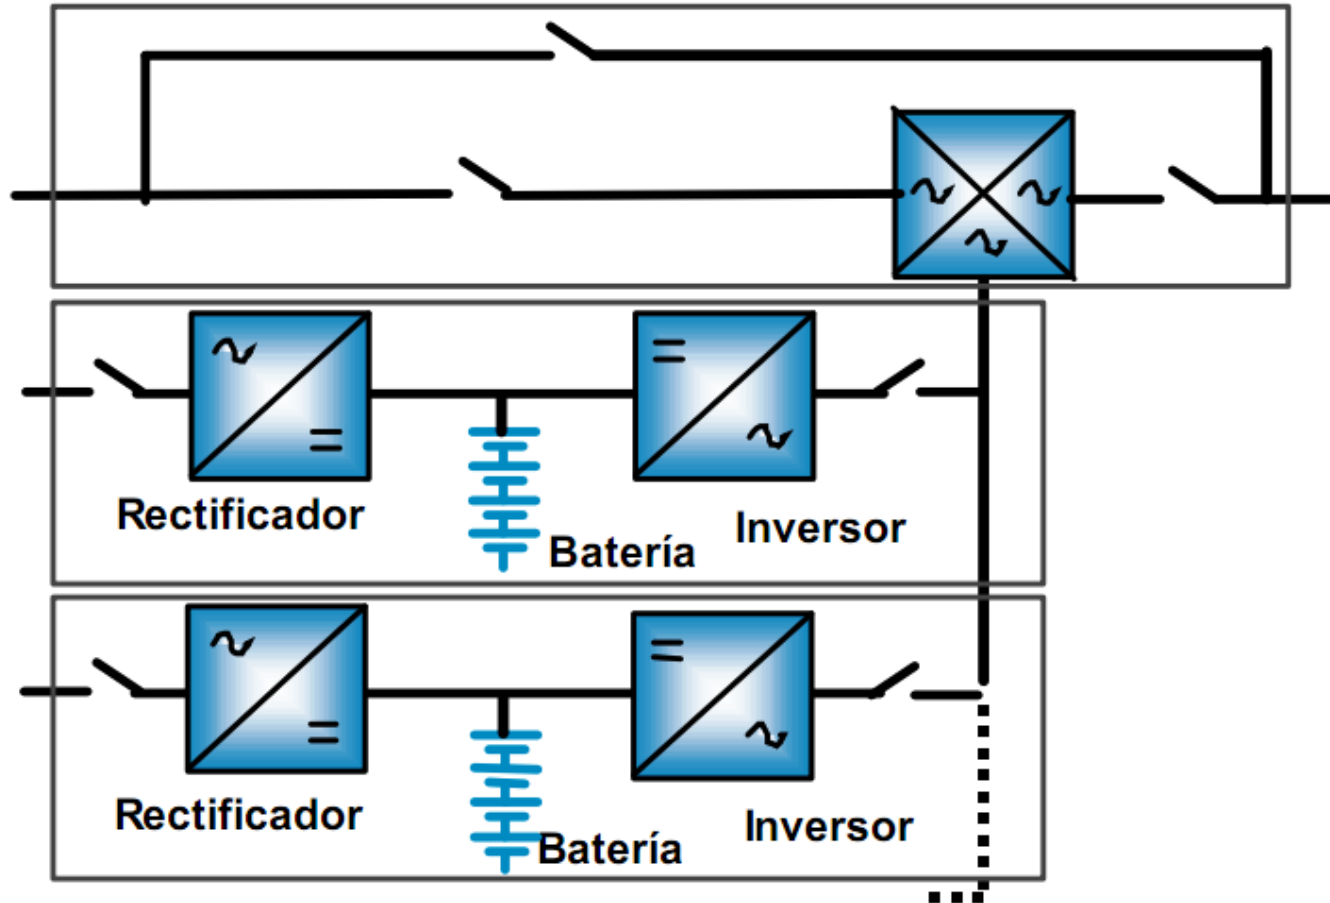 Rectificador
Batería
Inversor
Rectificador
Batería
Inversor